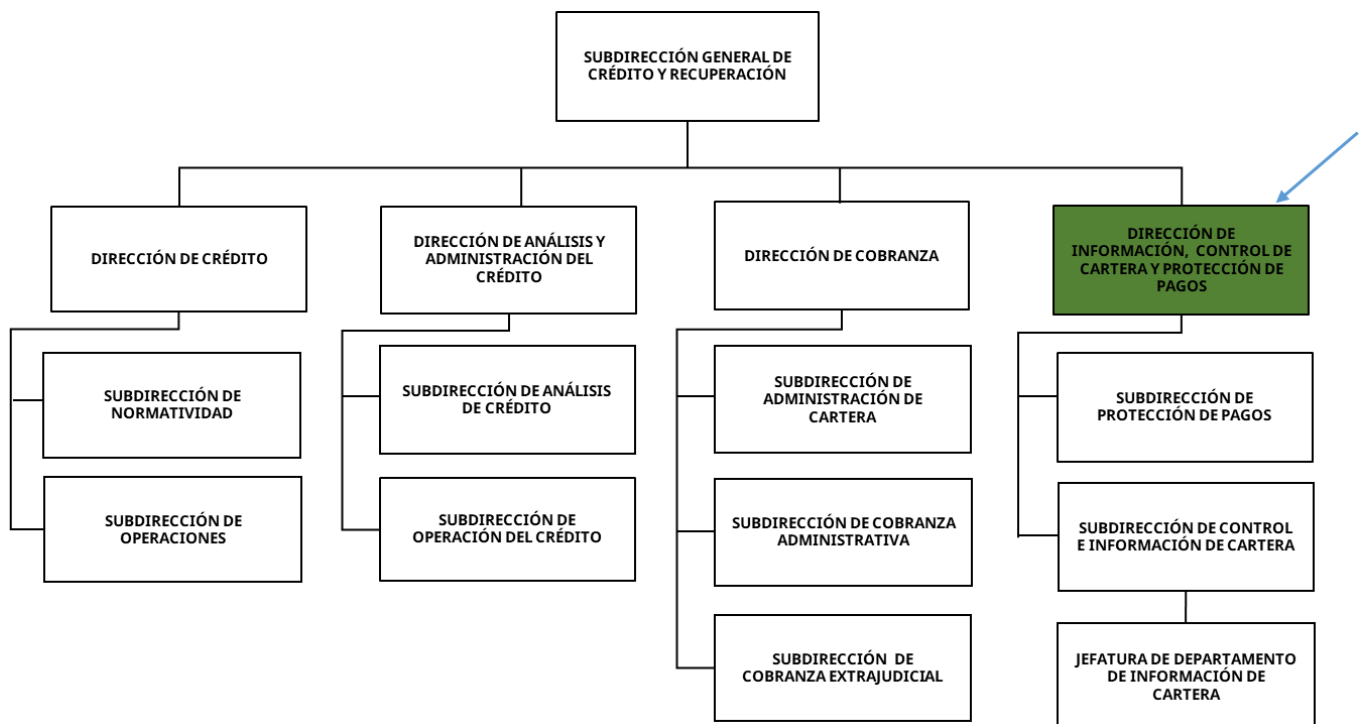 SUBDIRECCIÓN GENERAL DE
CRÉDITO Y RECUPERACIÓN
DIRECCIÓN DE CRÉDITO
DIRECCIÓN DE ANÁLISIS Y
ADMINISTRACIÓN DEL
CRÉDITO
DIRECCIÓN DE COBRANZA
DIRECCIÓN DE
INFORMACIÓN, CONTROL DE
CARTERA Y PROTECCIÓN DE
PAGOS
SUBDIRECCIÓN DE
NORMATIVIDAD
SUBDIRECCIÓN DE ANÁLISIS
DE CRÉDITO
SUBDIRECCIÓN DE
ADMINISTRACIÓN DE
CARTERA
SUBDIRECCIÓN DE
PROTECCIÓN DE PAGOS
SUBDIRECCIÓN DE
OPERACIONES
SUBDIRECCIÓN DE
OPERACIÓN DEL CRÉDITO
SUBDIRECCIÓN DE COBRANZA
ADMINISTRATIVA
SUBDIRECCIÓN DE CONTROL
E INFORMACIÓN DE CARTERA
SUBDIRECCIÓN DE
COBRANZA EXTRAJUDICIAL
JEFATURA DE DEPARTAMENTO
DE INFORMACIÓN DE
CARTERA